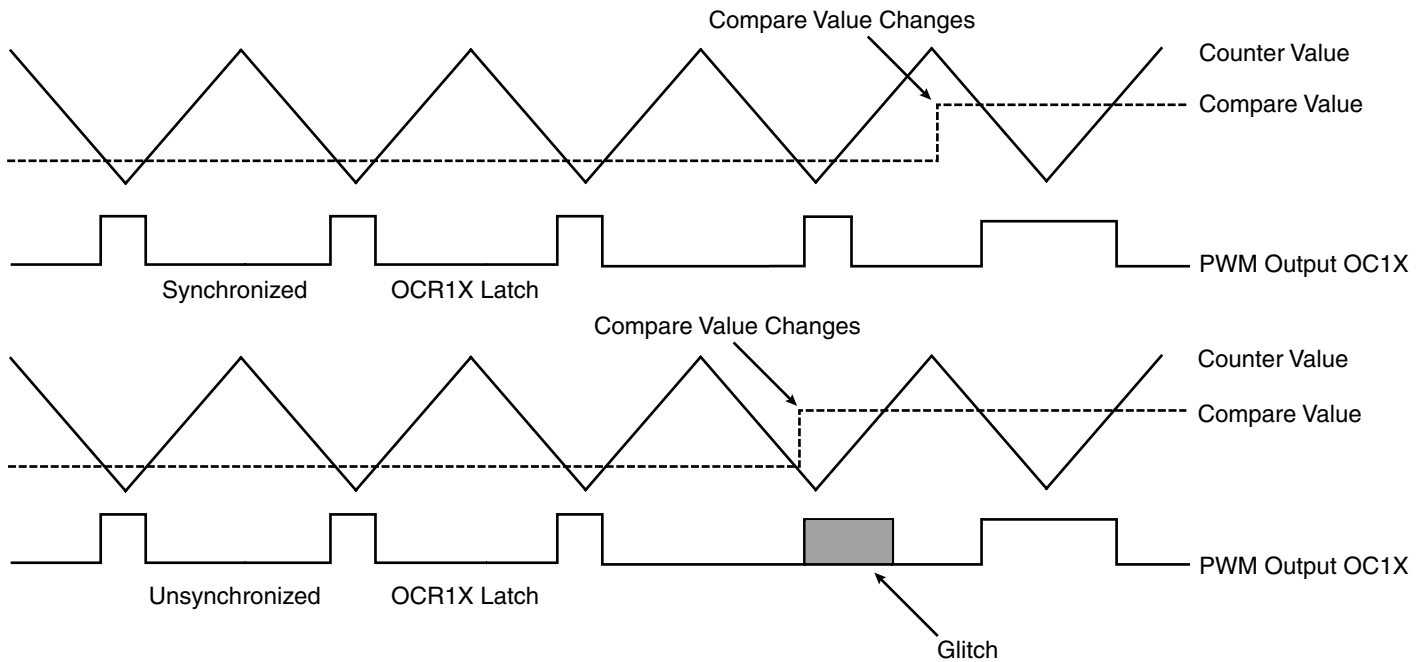 Compare Value Changes
Counter Value
Compare Value
PWM Output OC1X
Synchronized OCR1X Latch
Compare Value Changes
Counter Value
Compare Value
PWM Output OC1X
Unsynchronized OCR1X Latch
Glitch